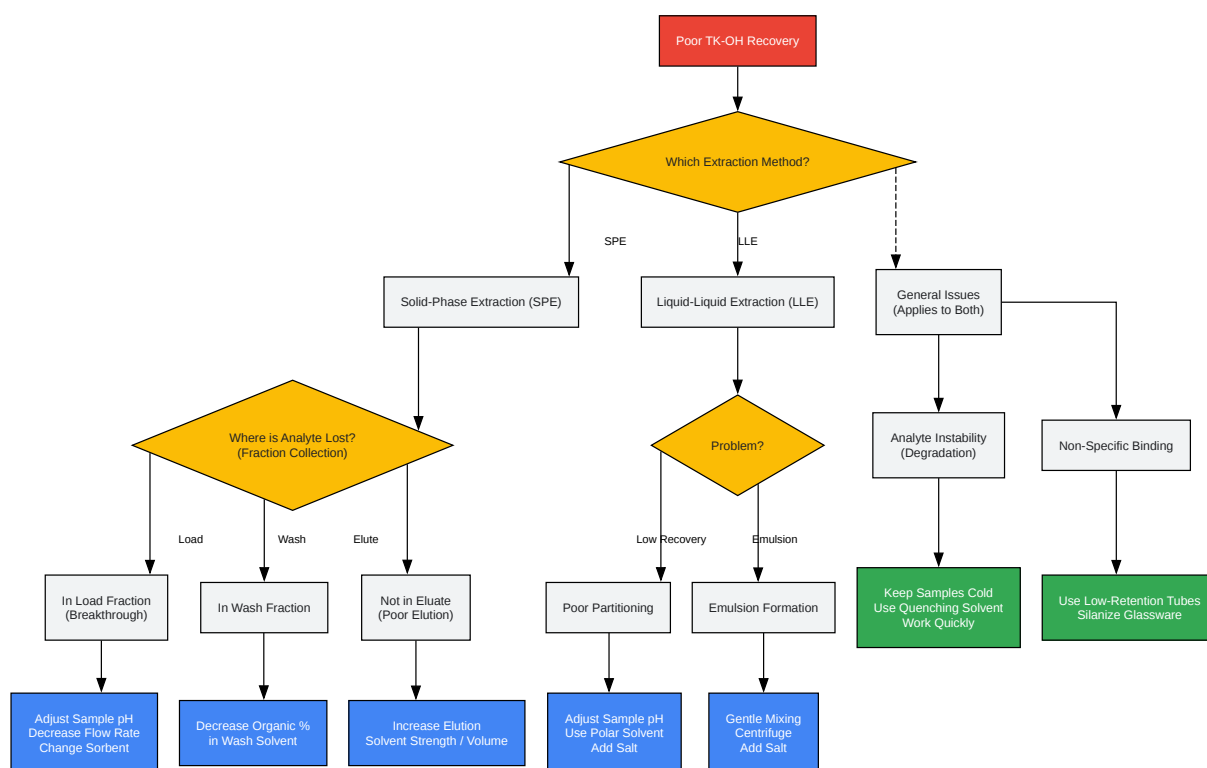 Poor TK-OH Recovery
Which Extraction Method?
SPE
LLE
Solid-Phase Extraction (SPE)
Liquid-Liquid Extraction (LLE)
General Issues
(Applies to Both)
Where is Analyte Lost?
(Fraction Collection)
Problem?
Analyte Instability
(Degradation)
Non-Specific Binding
Load
Wash
Elute
Low Recovery
Emulsion
In Load Fraction
(Breakthrough)
In Wash Fraction
Not in Eluate
(Poor Elution)
Poor Partitioning
Emulsion Formation
Keep Samples Cold
Use Quenching Solvent
Work Quickly
Use Low-Retention Tubes
Silanize Glassware
Adjust Sample pH
Decrease Flow Rate
Change Sorbent
Decrease Organic %
in Wash Solvent
Increase Elution
Solvent Strength / Volume
Adjust Sample pH
Use Polar Solvent
Add Salt
Gentle Mixing
Centrifuge
Add Salt